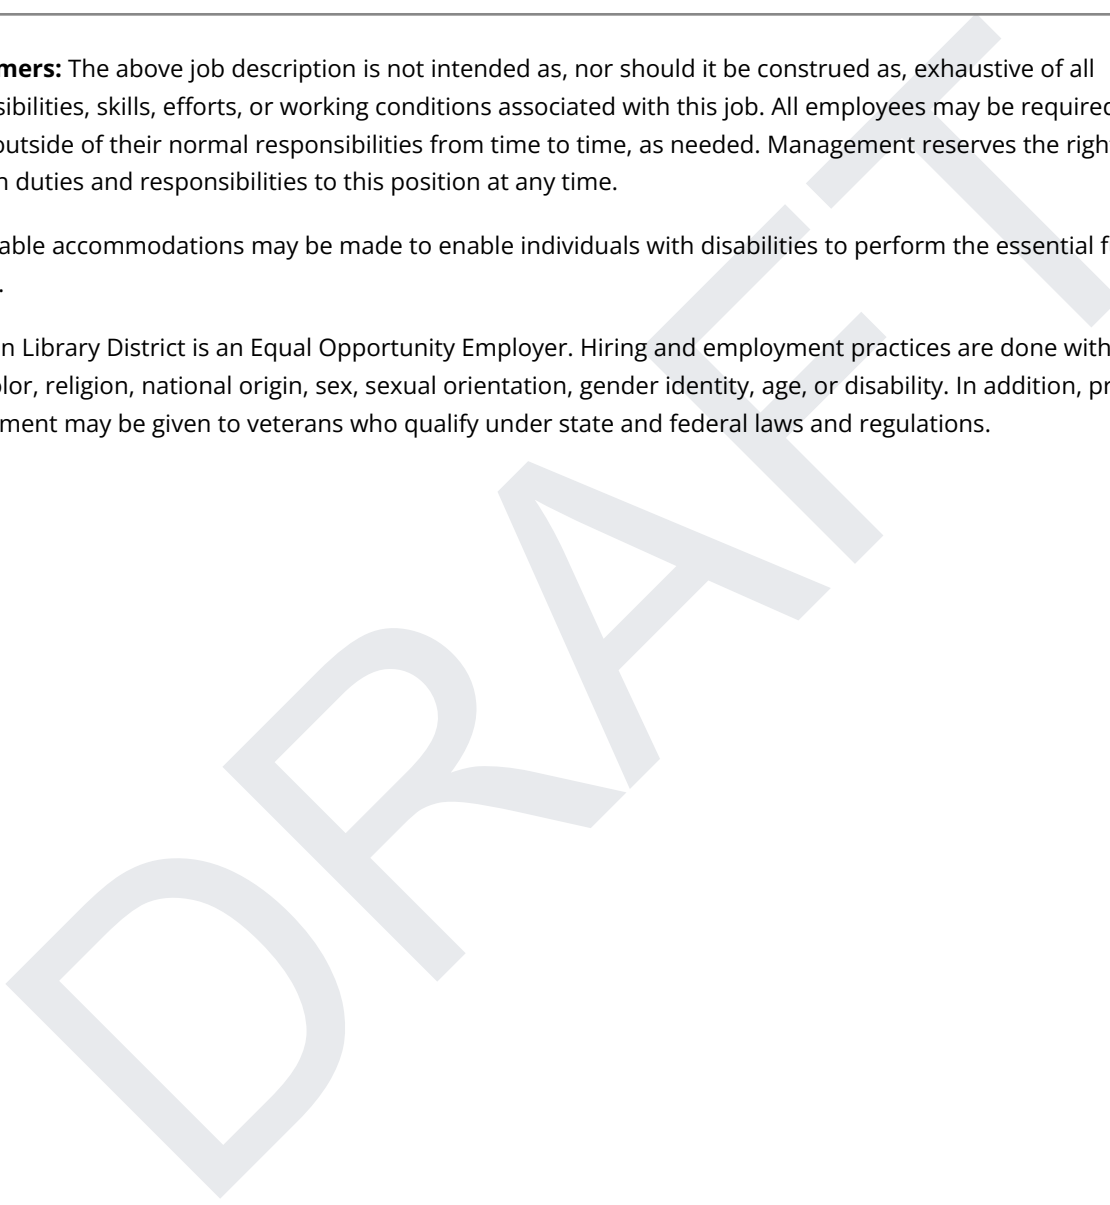 mers: The above job description is not intended as, nor should it be construed as, exhaustive of all
sibilities, skills, efforts, or working conditions associated with this job. All employees may be required
outside of their normal responsibilities from time to time, as needed. Management reserves the right
n duties and responsibilities to this position at any time.
able accommodations may be made to enable individuals with disabilities to perform the essential f
.
n Library District is an Equal Opportunity Employer. Hiring and employment practices are done with
olor, religion, national origin, sex, sexual orientation, gender identity, age, or disability. In addition, pr
ment may be given to veterans who qualify under state and federal laws and regulations.
DRAFT